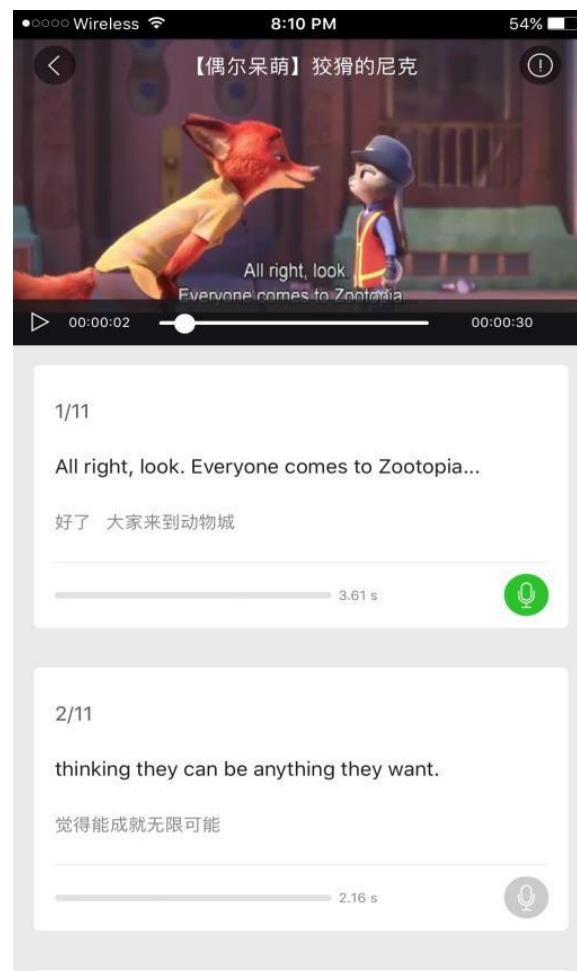 Wireless 8:10 PM 54%
【偶尔呆萌】狡猾的尼克
All right, look.
Everyone comes to Zootopia
00:00:02 00:00:30
1/11
All right, look. Everyone comes to Zootopia...
好了 大家来到动物城
3.61 s
2/11
thinking they can be anything they want.
觉得能成就无限可能
2.16 s